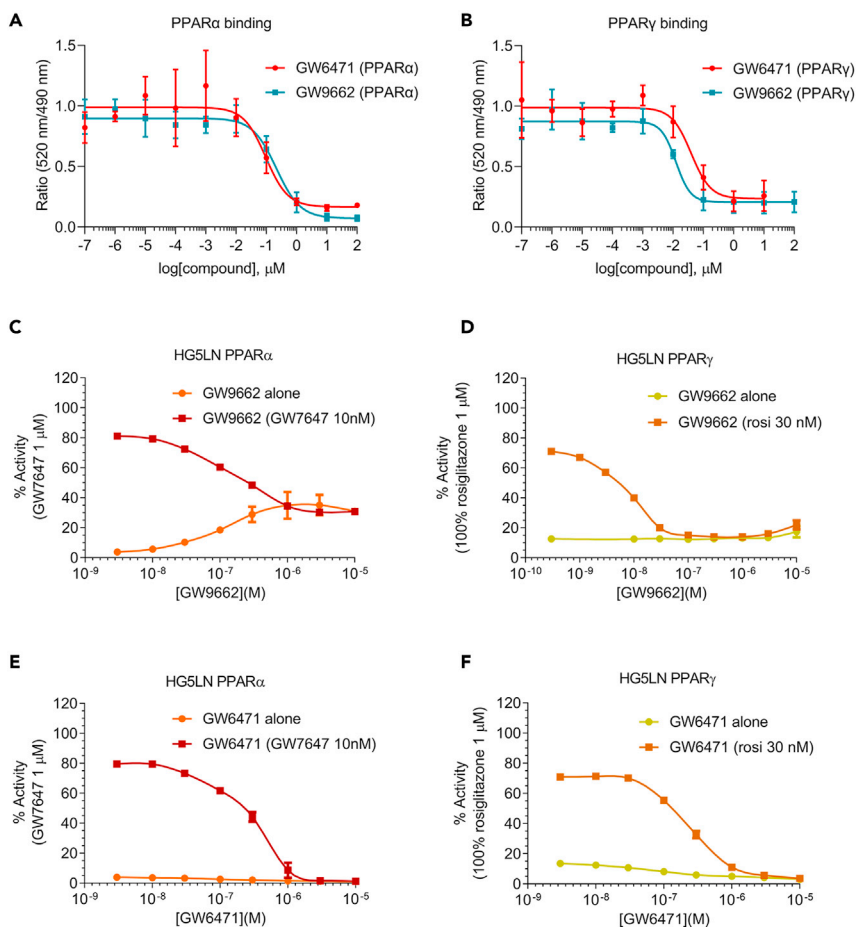 A
PPARα binding
Ratio (520 nm/490 nm)
1.5
1.0
0.5
0.0
GW6471 (PPARα)
GW9662 (PPARα)
-7 -6 -5 -4 -3 -2 -1 0 1 2
log[compound], μM
B
PPARγ binding
Ratio (520 nm/490 nm)
1.5
1.0
0.5
0.0
GW6471 (PPARγ)
GW9662 (PPARγ)
-7 -6 -5 -4 -3 -2 -1 0 1 2
log[compound], μM
C
HG5LN PPARα
% Activity
(GW7647 1 μM)
120
100
80
60
40
20
0
GW9662 alone
GW9662 (GW7647 10nM)
10⁻⁹ 10⁻⁸ 10⁻⁷ 10⁻⁶ 10⁻⁵
[GW9662](M)
D
HG5LN PPARγ
% Activity
(100% rosiglitazone 1 μM)
120
100
80
60
40
20
0
GW9662 alone
GW9662 (rosi 30 nM)
10⁻¹⁰ 10⁻⁹ 10⁻⁸ 10⁻⁷ 10⁻⁶ 10⁻⁵
[GW9662](M)
E
HG5LN PPARα
% Activity
(GW7647 1 μM)
120
100
80
60
40
20
0
GW6471 alone
GW6471 (GW7647 10nM)
10⁻⁹ 10⁻⁸ 10⁻⁷ 10⁻⁶ 10⁻⁵
[GW6471](M)
F
HG5LN PPARγ
% Activity
(100% rosiglitazone 1 μM)
120
100
80
60
40
20
0
GW6471 alone
GW6471 (rosi 30 nM)
10⁻⁹ 10⁻⁸ 10⁻⁷ 10⁻⁶ 10⁻⁵
[GW6471](M)